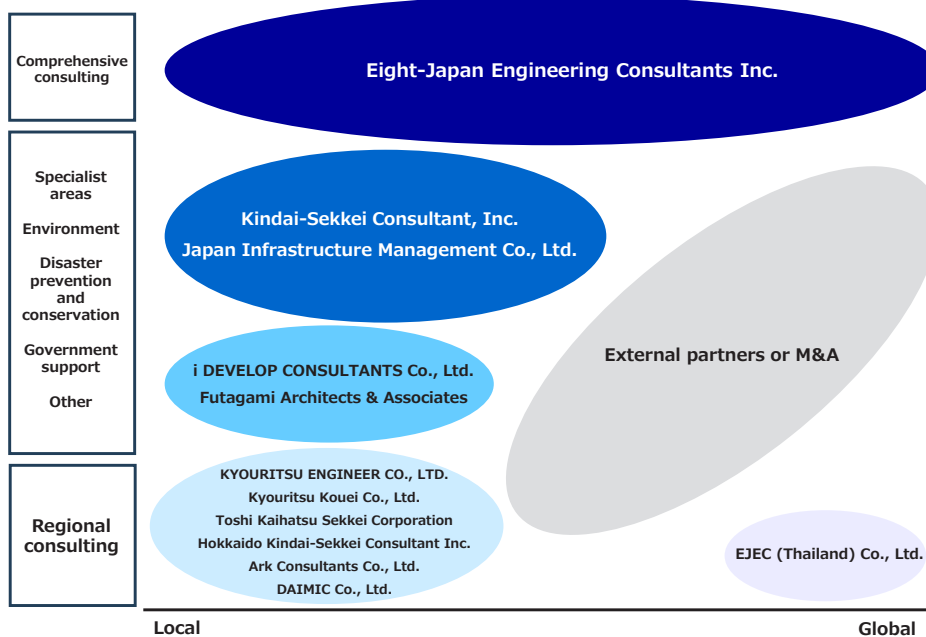 Comprehensive
consulting
Eight-Japan Engineering Consultants Inc.
Specialist
areas
Environment
Disaster
prevention
and
conservation
Government
support
Other
Kindai-Sekkei Consultant, Inc.
Japan Infrastructure Management Co., Ltd.
External partners or M&A
i DEVELOP CONSULTANTS Co., Ltd.
Futagami Architects & Associates
Regional
consulting
KYOURITSU ENGINEER CO., LTD.
Kyouritsu Kouei Co., Ltd.
Toshi Kaihatsu Sekkei Corporation
Hokkaido Kindai-Sekkei Consultant Inc.
Ark Consultants Co., Ltd.
DAIMIC Co., Ltd.
EJEC (Thailand) Co., Ltd.
Local
Global